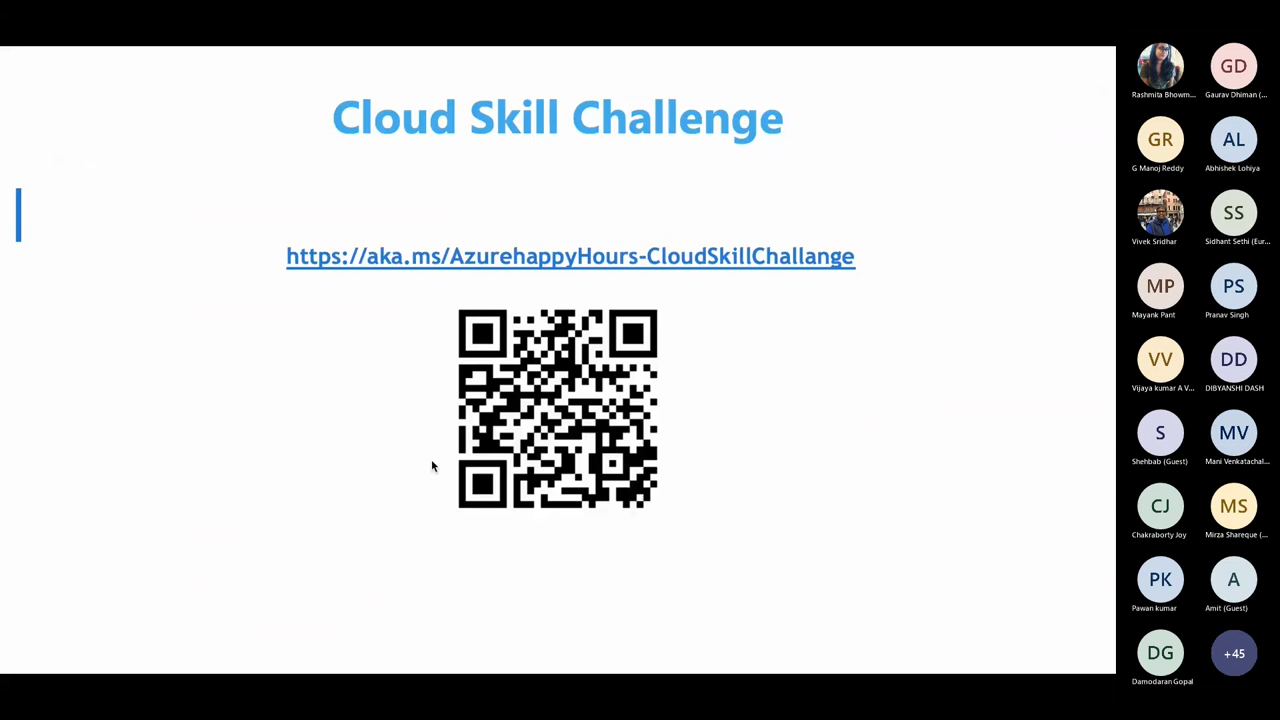 Cloud Skill Challenge
https://aka.ms/AzurehappyHours-CloudSkillChallange
Rashmita Bhowm...
GD
Gaurav Dhiman (...
GR
G Manoj Reddy
AL
Abhishek Lohiya
Vivek Sridhar
SS
Sidhant Sethi (Eur...
MP
Mayank Pant
PS
Pranav Singh
VV
Vijaya kumar A V...
DD
DIBYANSHI DASH
S
Shehbab (Guest)
MV
Mani Venkatachal...
CJ
Chakraborty Joy
MS
Mirza Shareque (...
PK
Pawan kumar
A
Amit (Guest)
DG
Damodaran Gopal
+45